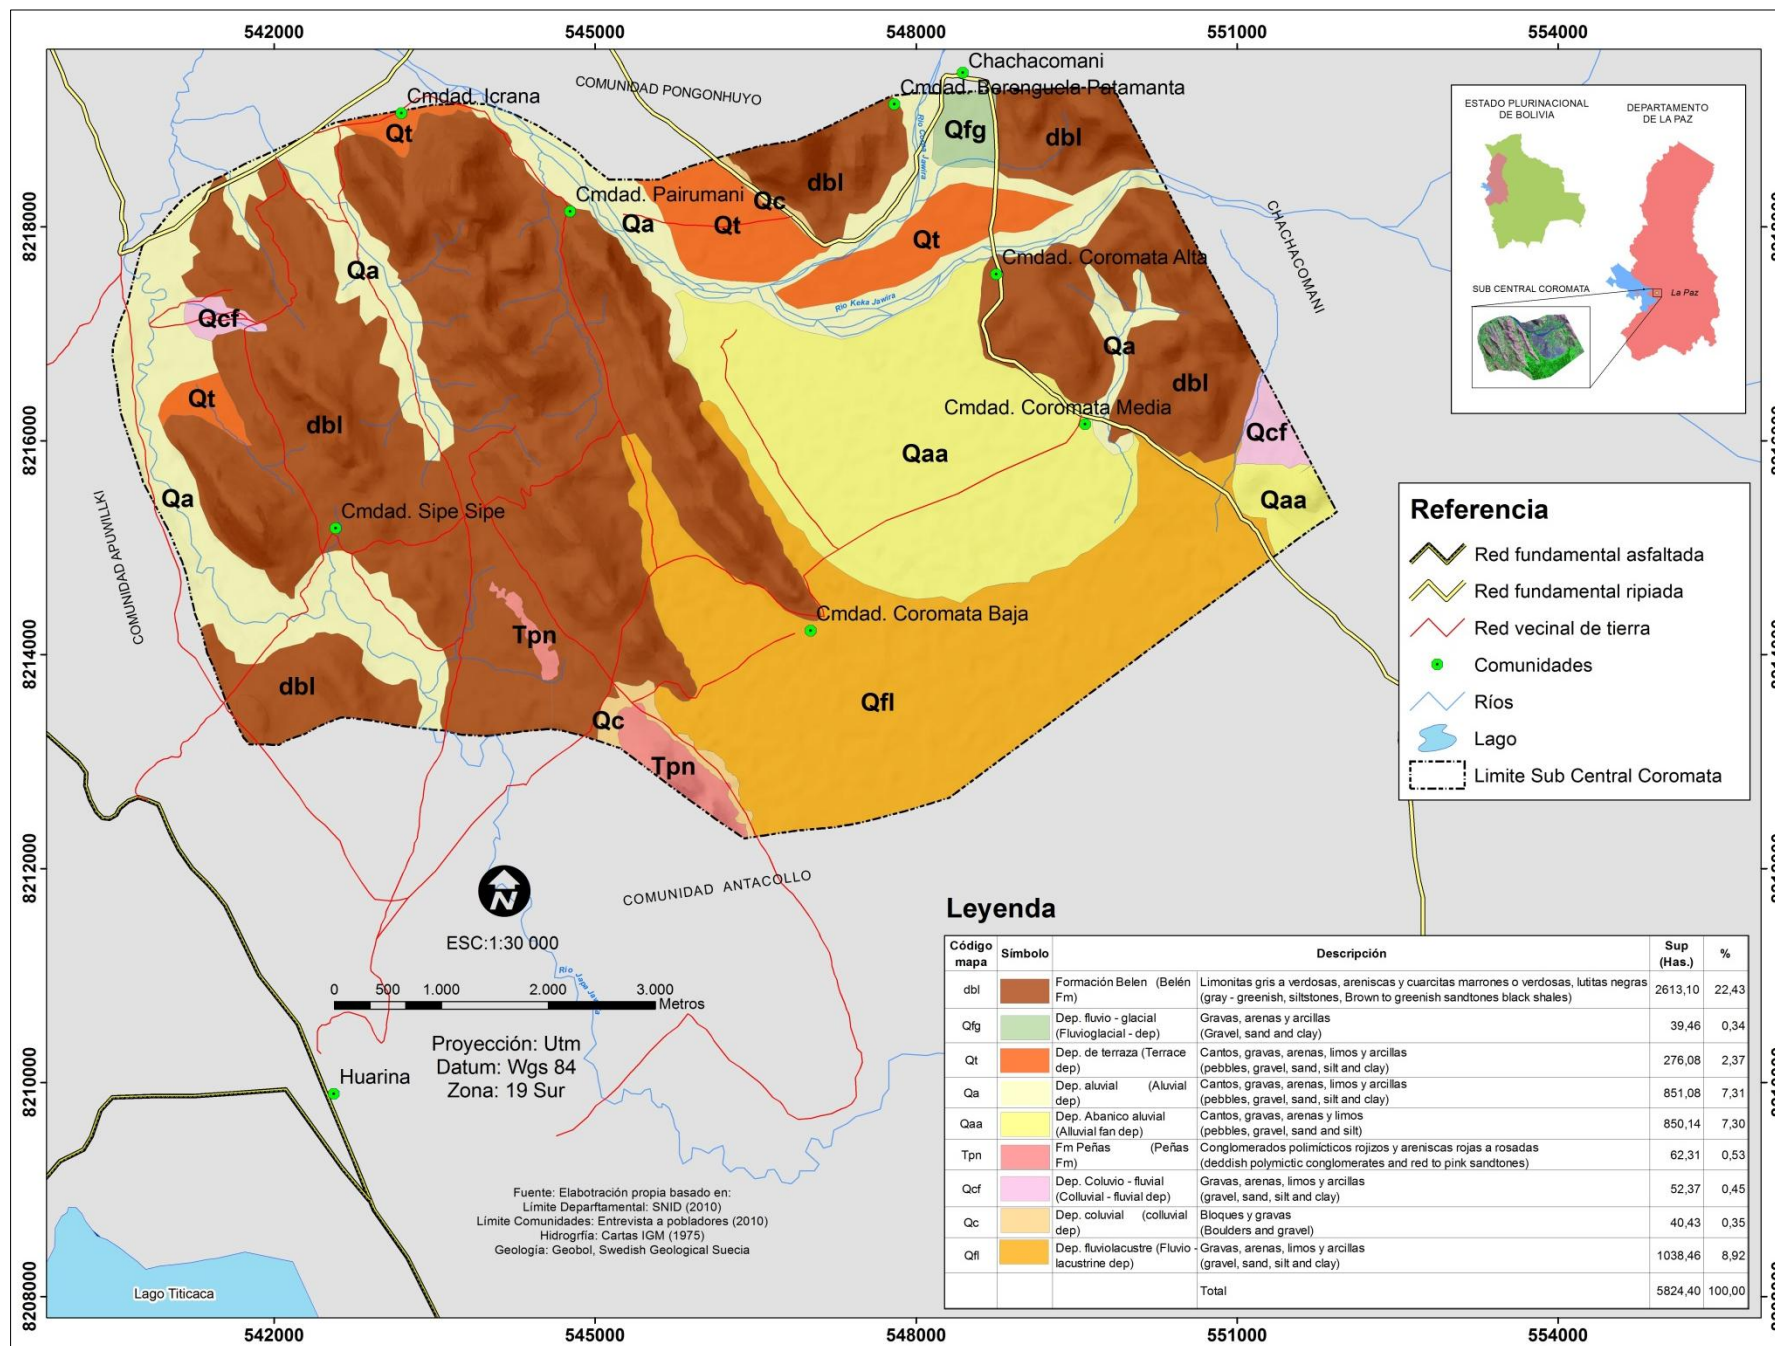 542000
545000
548000
551000
554000
8218000
8216000
8214000
8212000
8210000
8208000
COMUNIDAD PONGONHUYO
Chachacomani
Cmdad. Berenguela Patamanta
Cmdad. Icrana
Qt
Qfg
dbl
dbl
Rio Coma Jawira
Cmdad. Pairumani
Qc
Qa
Qt
Qt
CHACHACOMANI
Qa
Cmdad. Coromata Alta
Rio Keka Jawira
Qcf
Qa
Qt
dbl
dbl
Cmdad. Coromata Media
Qcf
Qaa
Qa
Qaa
Cmdad. Sipe Sipe
COMUNIDAD APUWILLKI
Cmdad. Coromata Baja
Tpn
dbl
Qfl
Qc
Tpn
COMUNIDAD ANTACOLLO
N
ESC:1:30 000
Río Japa Jawira
0 500 1.000 2.000 3.000
Metros
Proyección: Utm
Datum: Wgs 84
Zona: 19 Sur
Huarina
Fuente: Elabotración propia basado en:
Límite Departfamental: SNID (2010)
Límite Comunidades: Entrevista a pobladores (2010)
Hidrogrfía: Cartas IGM (1975)
Geología: Geobol, Swedish Geological Suecia
Lago Titicaca
542000
545000
548000
551000
554000
ESTADO PLURINACIONAL
DE BOLIVIA
DEPARTAMENTO
DE LA PAZ
SUB CENTRAL COROMATA
La Paz
Referencia
Red fundamental asfaltada
Red fundamental ripiada
Red vecinal de tierra
Comunidades
Ríos
Lago
Limite Sub Central Coromata
Leyenda
Código mapa Símbolo Descripción Sup (Has.) %
dbl Formación Belen (Belén Fm) Limonitas gris a verdosas, areniscas y cuarcitas marrones o verdosas, lutitas negras (gray - greenish, siltstones, Brown to greenish sandtones black shales) 2613,10 22,43
Qfg Dep. fluvio - glacial (Fluvioglacial - dep) Gravas, arenas y arcillas (Gravel, sand and clay) 39,46 0,34
Qt Dep. de terraza (Terrace dep) Cantos, gravas, arenas, limos y arcillas (pebbles, gravel, sand, silt and clay) 276,08 2,37
Qa Dep. aluvial (Aluvial dep) Cantos, gravas, arenas, limos y arcillas (pebbles, gravel, sand, silt and clay) 851,08 7,31
Qaa Dep. Abanico aluvial (Alluvial fan dep) Cantos, gravas, arenas y limos (pebbles, gravel, sand and silt) 850,14 7,30
Tpn Fm Peñas (Peñas Fm) Conglomerados polimícticos rojizos y areniscas rojas a rosadas (deddish polymictic conglomerates and red to pink sandtones) 62,31 0,53
Qcf Dep. Coluvio - fluvial (Colluvial - fluvial dep) Gravas, arenas, limos y arcillas (gravel, sand, silt and clay) 52,37 0,45
Qc Dep. coluvial (colluvial dep) Bloques y gravas (Boulders and gravel) 40,43 0,35
Qfl Dep. fluviolacustre (Fluvio - lacustrine dep) Gravas, arenas, limos y arcillas (gravel, sand, silt and clay) 1038,46 8,92
Total 5824,40 100,00